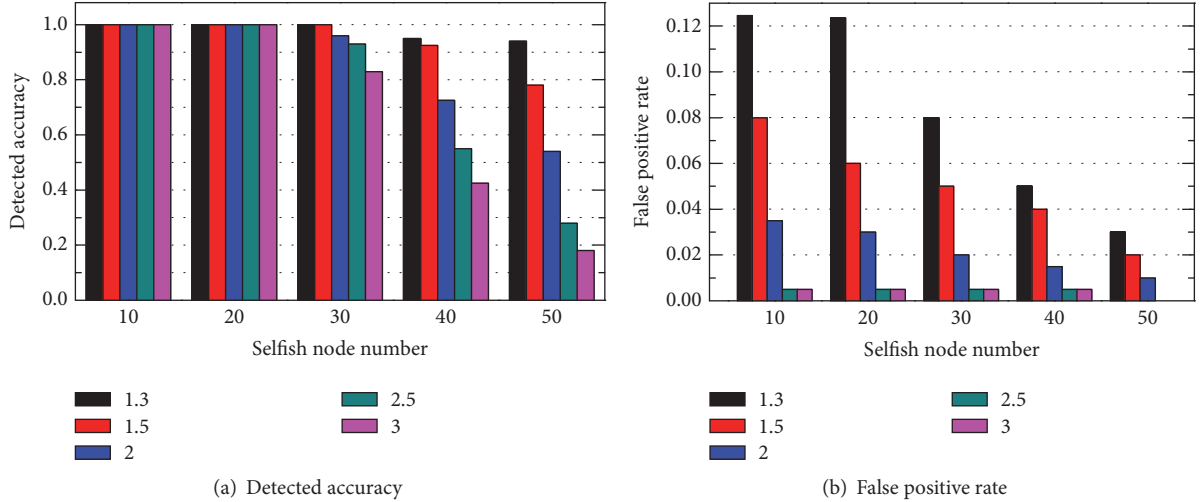 1.0
0.8
0.6
0.4
0.2
0.0
Detected accuracy
10 20 30 40 50
Selfish node number
1.3
1.5
2
2.5
3
(a) Detected accuracy
0.12
0.10
0.08
0.06
0.04
0.02
0.00
False positive rate
10 20 30 40 50
Selfish node number
1.3
1.5
2
2.5
3
(b) False positive rate